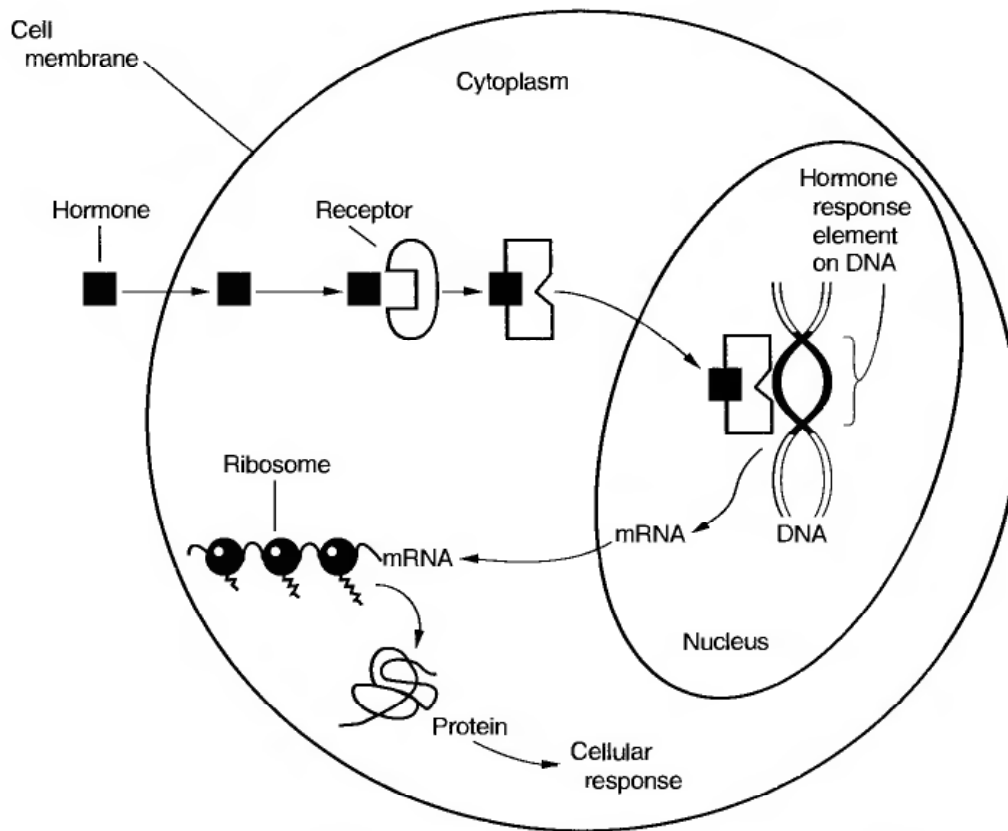 Cell
membrane
Cytoplasm
Hormone
Receptor
Hormone
response
element
on DNA
Ribosome
mRNA
mRNA
DNA
Nucleus
Protein
Cellular
response